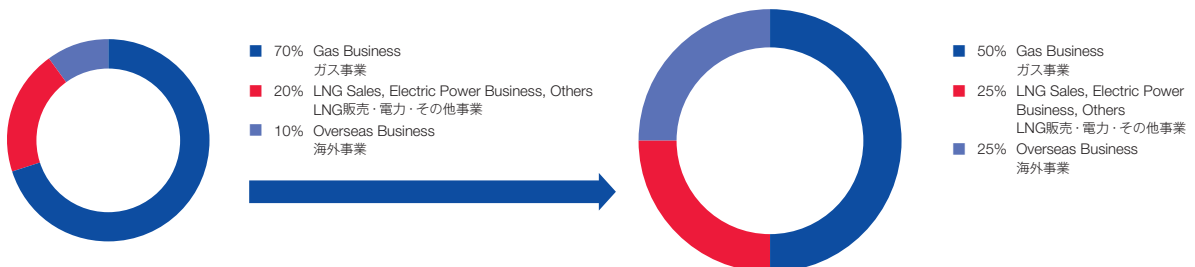 70% Gas Business
ガス事業
20% LNG Sales, Electric Power Business, Others
LNG販売・電力・その他事業
10% Overseas Business
海外事業
50% Gas Business
ガス事業
25% LNG Sales, Electric Power
Business, Others
LNG販売・電力・その他事業
25% Overseas Business
海外事業